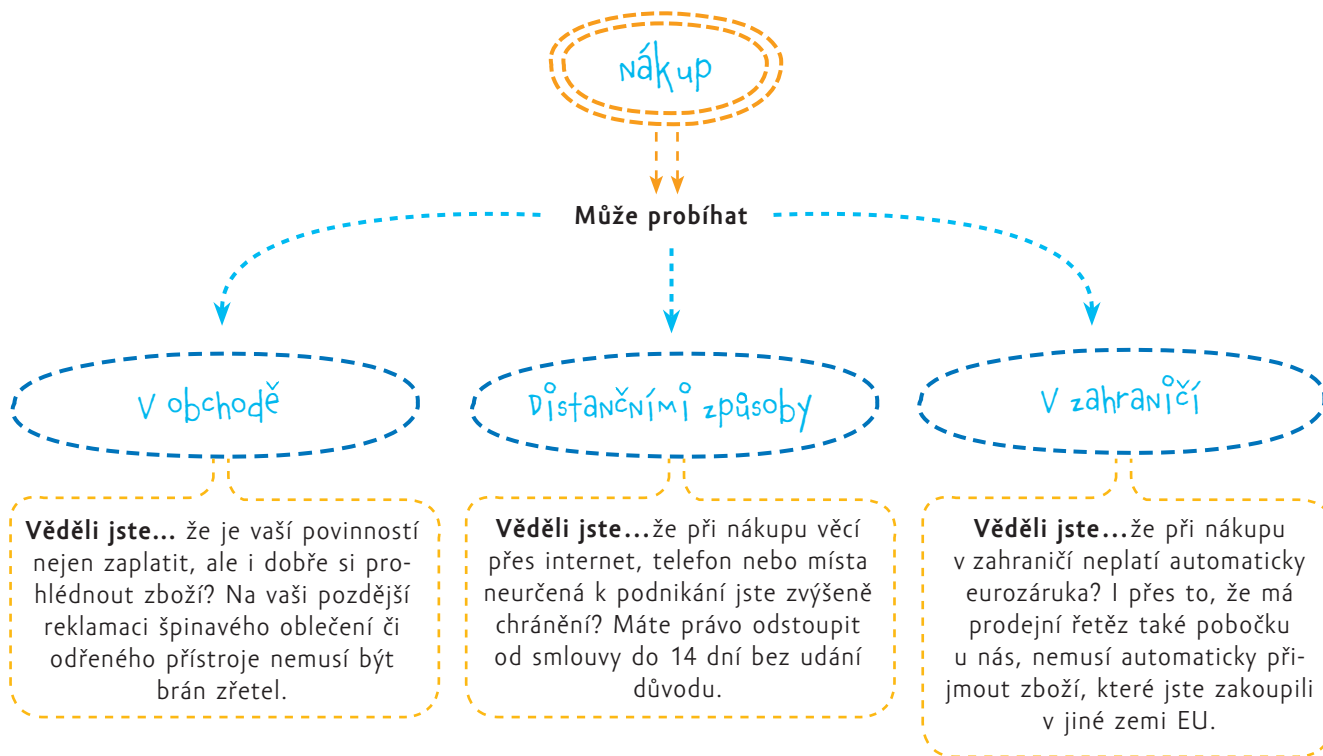 Nákup
Může probíhat
V obchodě
Distančními způsoby
V zahraničí
Věděli jste... že je vaší povinností
nejen zaplatit, ale i dobře si pro-
hlédnout zboží? Na vaši pozdější
reklamaci špinavého oblečení či
odřeného přístroje nemusí být
brán zřetel.
Věděli jste...že při nákupu věcí
přes internet, telefon nebo místa
neurčená k podnikání jste zvýšeně
chránění? Máte právo odstoupit
od smlouvy do 14 dní bez udání
důvodu.
Věděli jste...že při nákupu
v zahraničí neplatí automaticky
eurozáruka? I přes to, že má
prodejní řetěz také pobočku
u nás, nemusí automaticky při-
jmout zboží, které jste zakoupili
v jiné zemi EU.